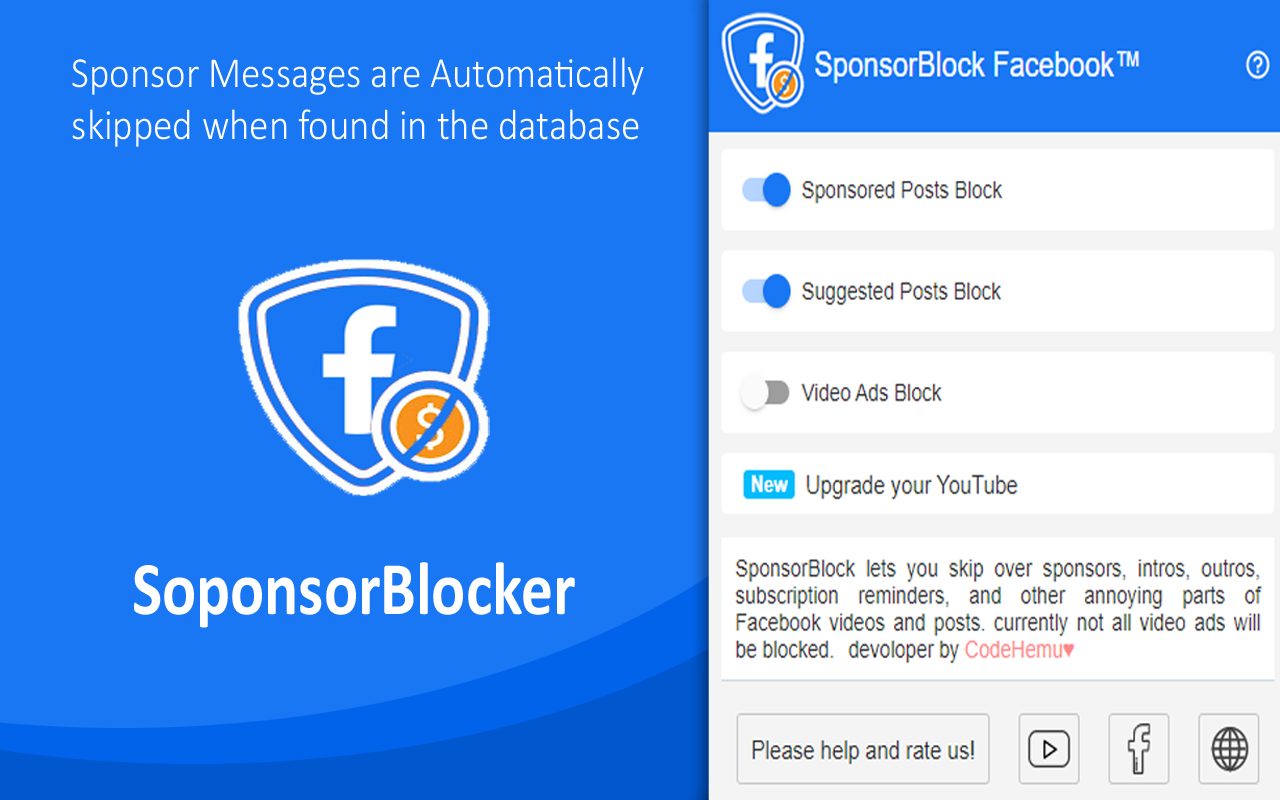 Sponsor Messages are Automatically
skipped when found in the database
SoponsorBlocker
SponsorBlock Facebook™
Sponsored Posts Block
Suggested Posts Block
Video Ads Block
New Upgrade your YouTube
SponsorBlock lets you skip over sponsors, intros, outros,
subscription reminders, and other annoying parts of
Facebook videos and posts. currently not all video ads will
be blocked. devoloper by CodeHemu♥
Please help and rate us!